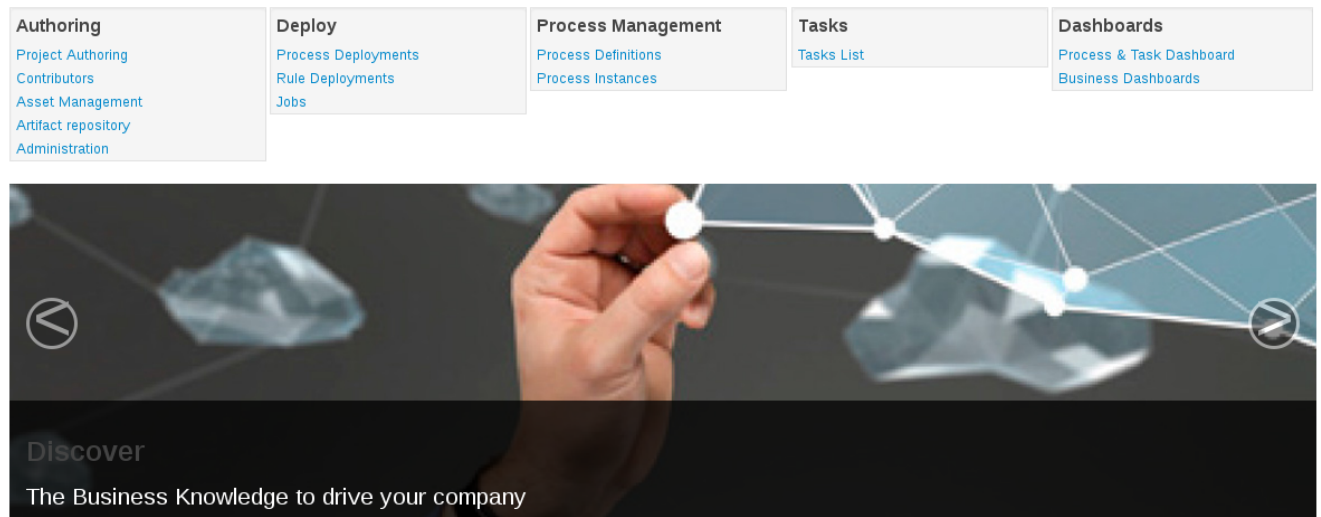 Authoring
Project Authoring
Contributors
Asset Management
Artifact repository
Administration
Deploy
Process Deployments
Rule Deployments
Jobs
Process Management
Process Definitions
Process Instances
Tasks
Tasks List
Dashboards
Process & Task Dashboard
Business Dashboards
Discover
The Business Knowledge to drive your company